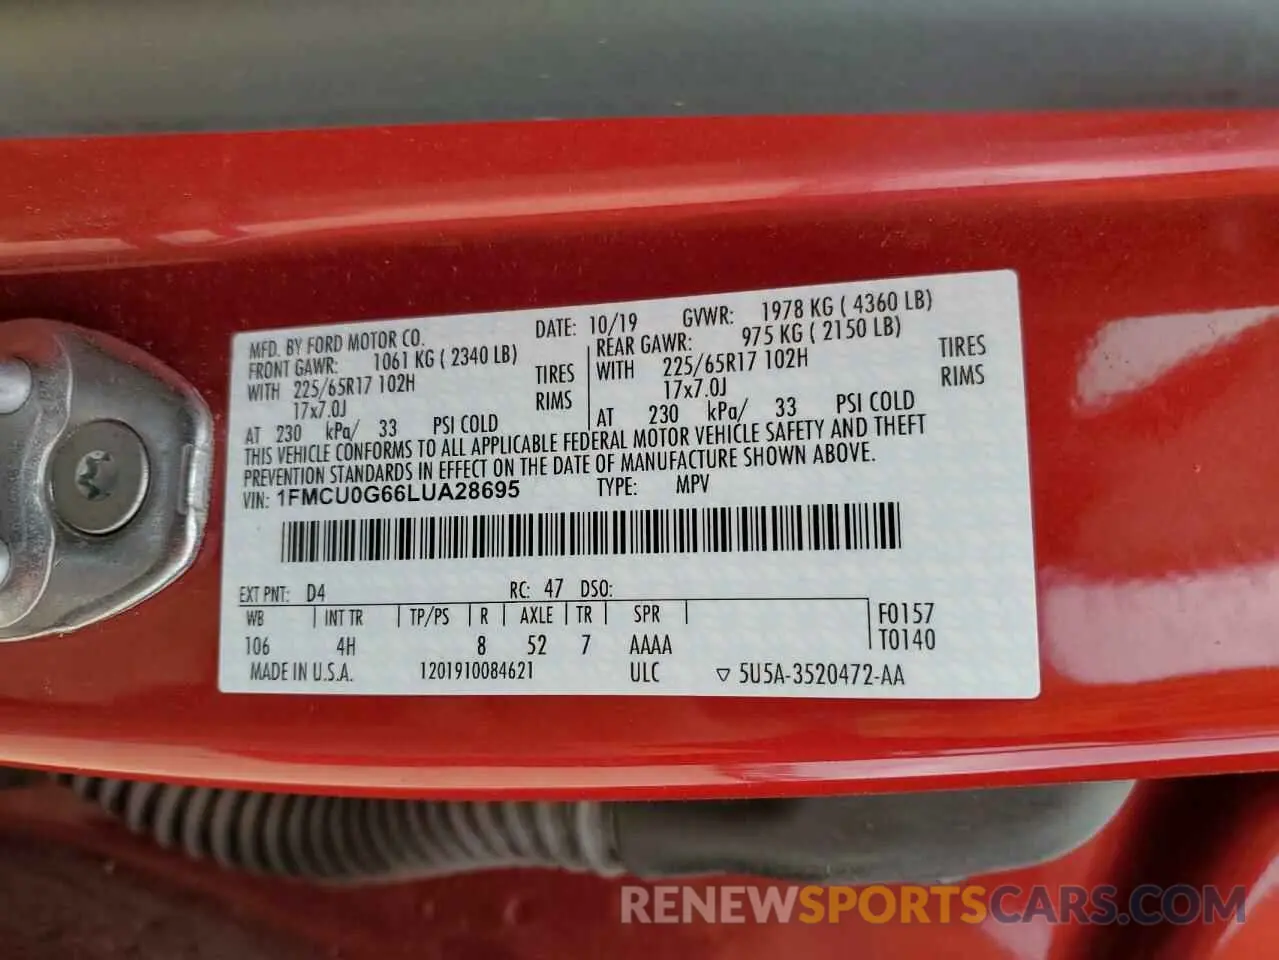 MFD. BY FORD MOTOR CO. DATE: 10/19 GVWR: 1978 KG ( 4360 LB)
FRONT GAWR: 1061 KG ( 2340 LB) REAR GAWR: 975 KG ( 2150 LB)
WITH 225/65R17 102H TIRES WITH 225/65R17 102H TIRES
17x7.0J RIMS 17x7.0J RIMS
AT 230 kPa/ 33 PSI COLD AT 230 kPa/ 33 PSI COLD
THIS VEHICLE CONFORMS TO ALL APPLICABLE FEDERAL MOTOR VEHICLE SAFETY AND THEFT
PREVENTION STANDARDS IN EFFECT ON THE DATE OF MANUFACTURE SHOWN ABOVE.
VIN: 1FMCU0G66LUA28695 TYPE: MPV
EXT PNT: D4 RC: 47 DSO:
WB INT TR TP/PS R AXLE TR SPR F0157
106 4H 8 52 7 AAAA T0140
MADE IN U.S.A. 1201910084621 ULC ▽ 5U5A-3520472-AA
RENEWSPORTSCARS.COM